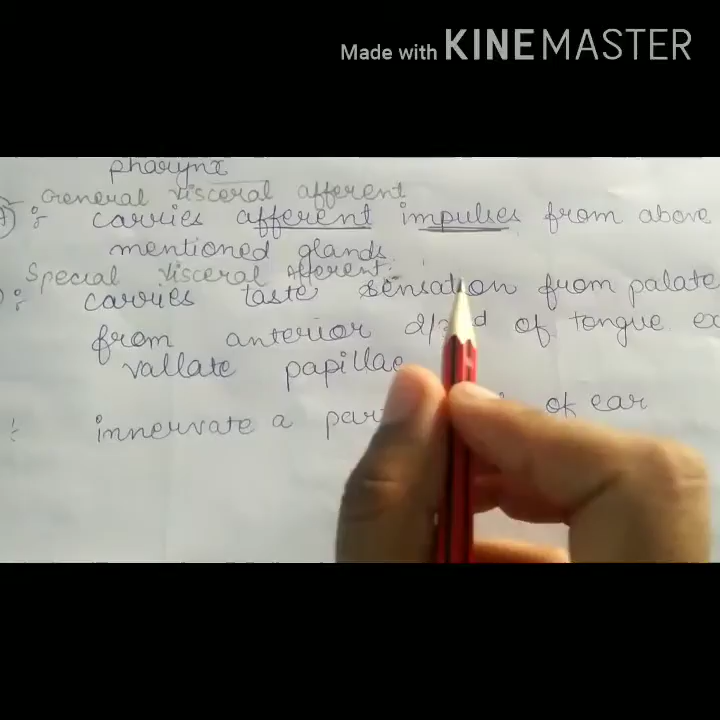 Made with KINEMASTER
pharynx
General visceral afferent
carries afferent impulses from above
mentioned glands.
Special visceral afferent:
carries taste sensation from palate
from anterior of tongue
vallate papillae
innervate a of ear